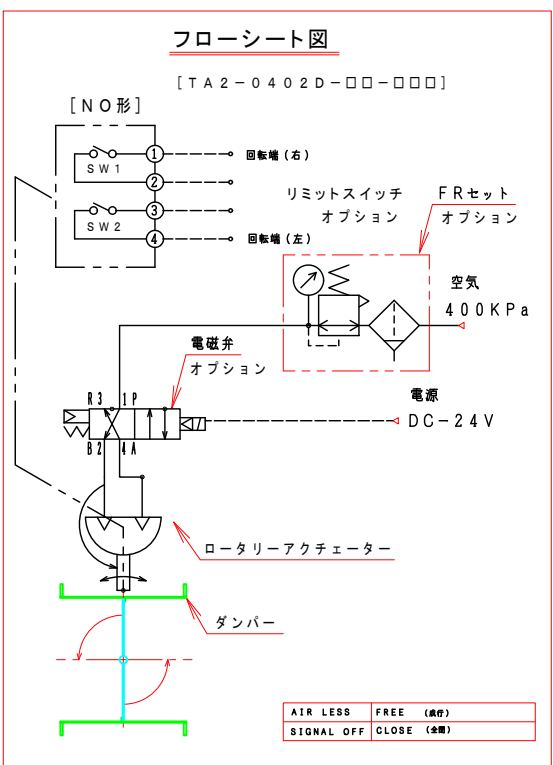 フローシート図
[TA2-0402D-□□-□□□]
[NO形]
1
回転端(右)
SW1
2
3
SW2
4
回転端(左)
リミットスイッチ
オプション
FRセット
オプション
空気
400KPa
電磁弁
オプション
電源
DC-24V
R3 1P
B2 4A
ロータリーアクチェーター
ダンパー
AIR LESS FREE (成行)
SIGNAL OFF CLOSE (全閉)